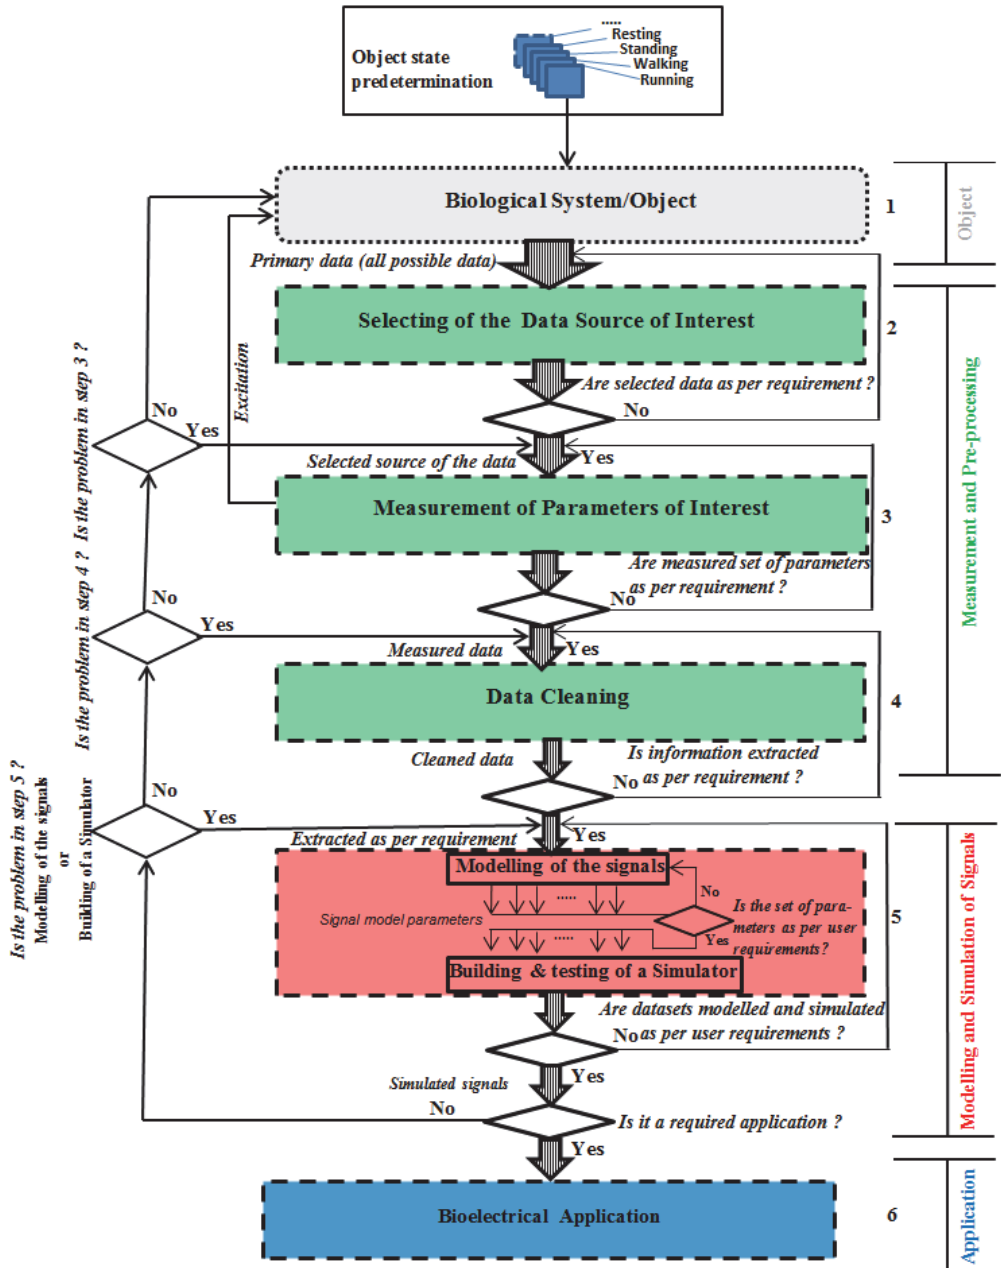 .....
Resting
Standing
Walking
Running
Object state
predetermination
Biological System/Object
1
Object
Primary data (all possible data)
Selecting of the Data Source of Interest
2
Are selected data as per requirement ?
No
Excitation
No
Yes
Is the problem in step 3 ?
Selected source of the data
Yes
Measurement of Parameters of Interest
3
Measurement and Pre-processing
Are measured set of parameters
as per requirement ?
No
No
Yes
Is the problem in step 4 ?
Measured data
Yes
Data Cleaning
4
Cleaned data
Is information extracted
as per requirement ?
No
No
Yes
Is the problem in step 5 ?
Modelling of the signals
or
Building of a Simulator
Extracted as per requirement
Yes
Modelling of the signals
.....
No
Signal model parameters
Is the set of para-
meters as per user
requirements?
Yes
.....
Building & testing of a Simulator
5
Modelling and Simulation of Signals
Are datasets modelled and simulated
as per user requirements ?
No
Simulated signals
Yes
No
Is it a required application ?
Yes
Bioelectrical Application
6
Application